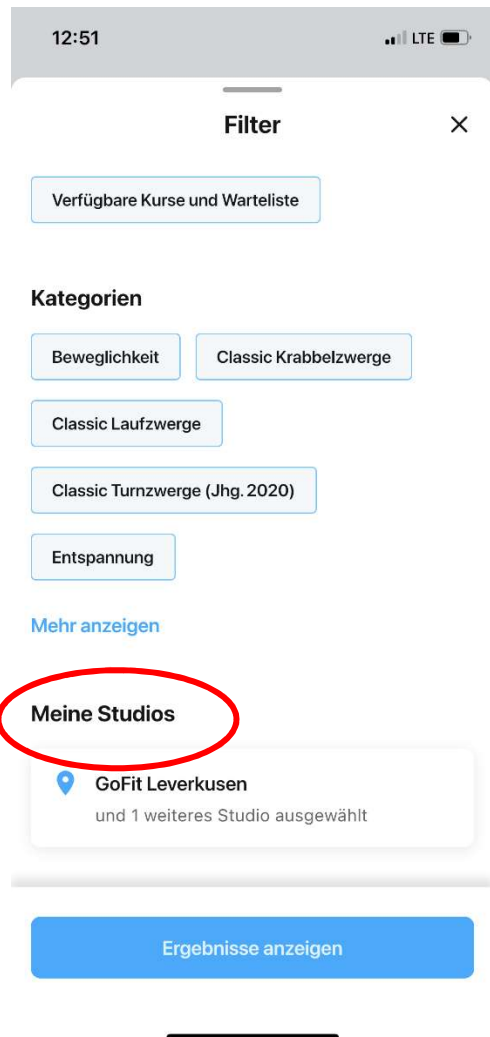 12:51
LTE
Filter
Verfügbare Kurse und Warteliste
Kategorien
Beweglichkeit
Classic Krabbelzwerge
Classic Laufzwerge
Classic Turnzwerge (Jhg. 2020)
Entspannung
Mehr anzeigen
Meine Studios
GoFit Leverkusen
und 1 weiteres Studio ausgewählt
Ergebnisse anzeigen